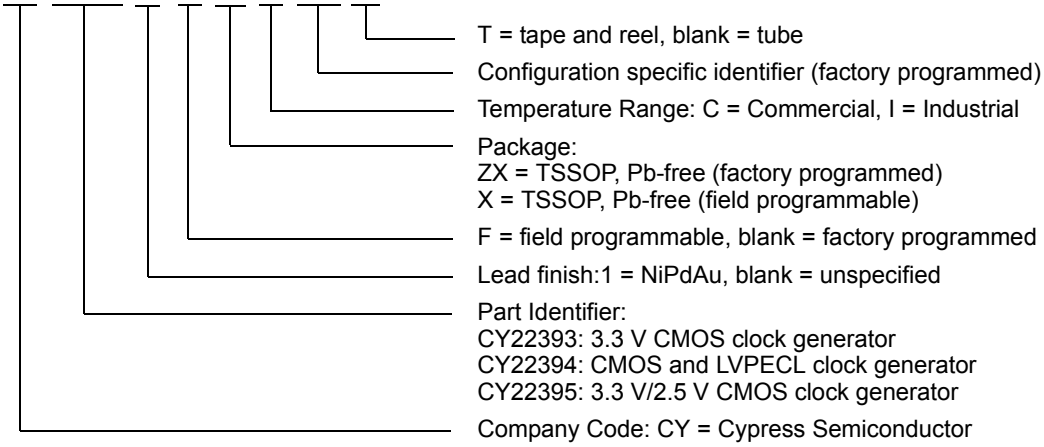 T = tape and reel, blank = tube
Configuration specific identifier (factory programmed)
Temperature Range: C = Commercial, I = Industrial
Package:
ZX = TSSOP, Pb-free (factory programmed)
X = TSSOP, Pb-free (field programmable)
F = field programmable, blank = factory programmed
Lead finish:1 = NiPdAu, blank = unspecified
Part Identifier:
CY22393: 3.3 V CMOS clock generator
CY22394: CMOS and LVPECL clock generator
CY22395: 3.3 V/2.5 V CMOS clock generator
Company Code: CY = Cypress Semiconductor